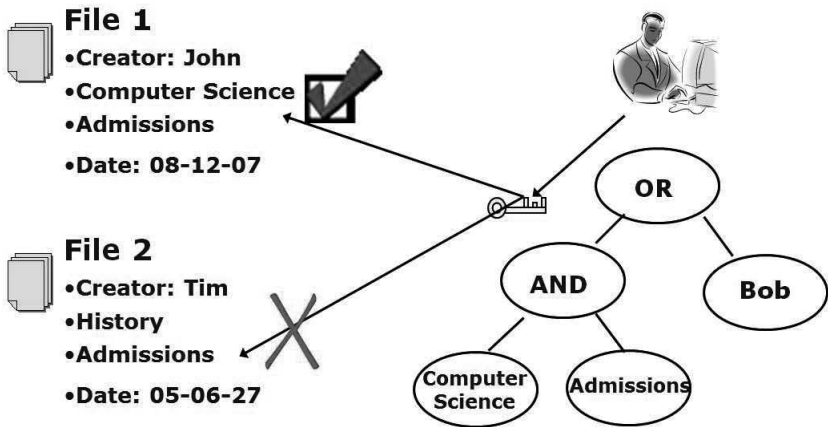 File 1
•Creator: John
•Computer Science
•Admissions
•Date: 08-12-07
File 2
•Creator: Tim
•History
•Admissions
•Date: 05-06-27
OR
AND
Bob
Computer
Science
Admissions